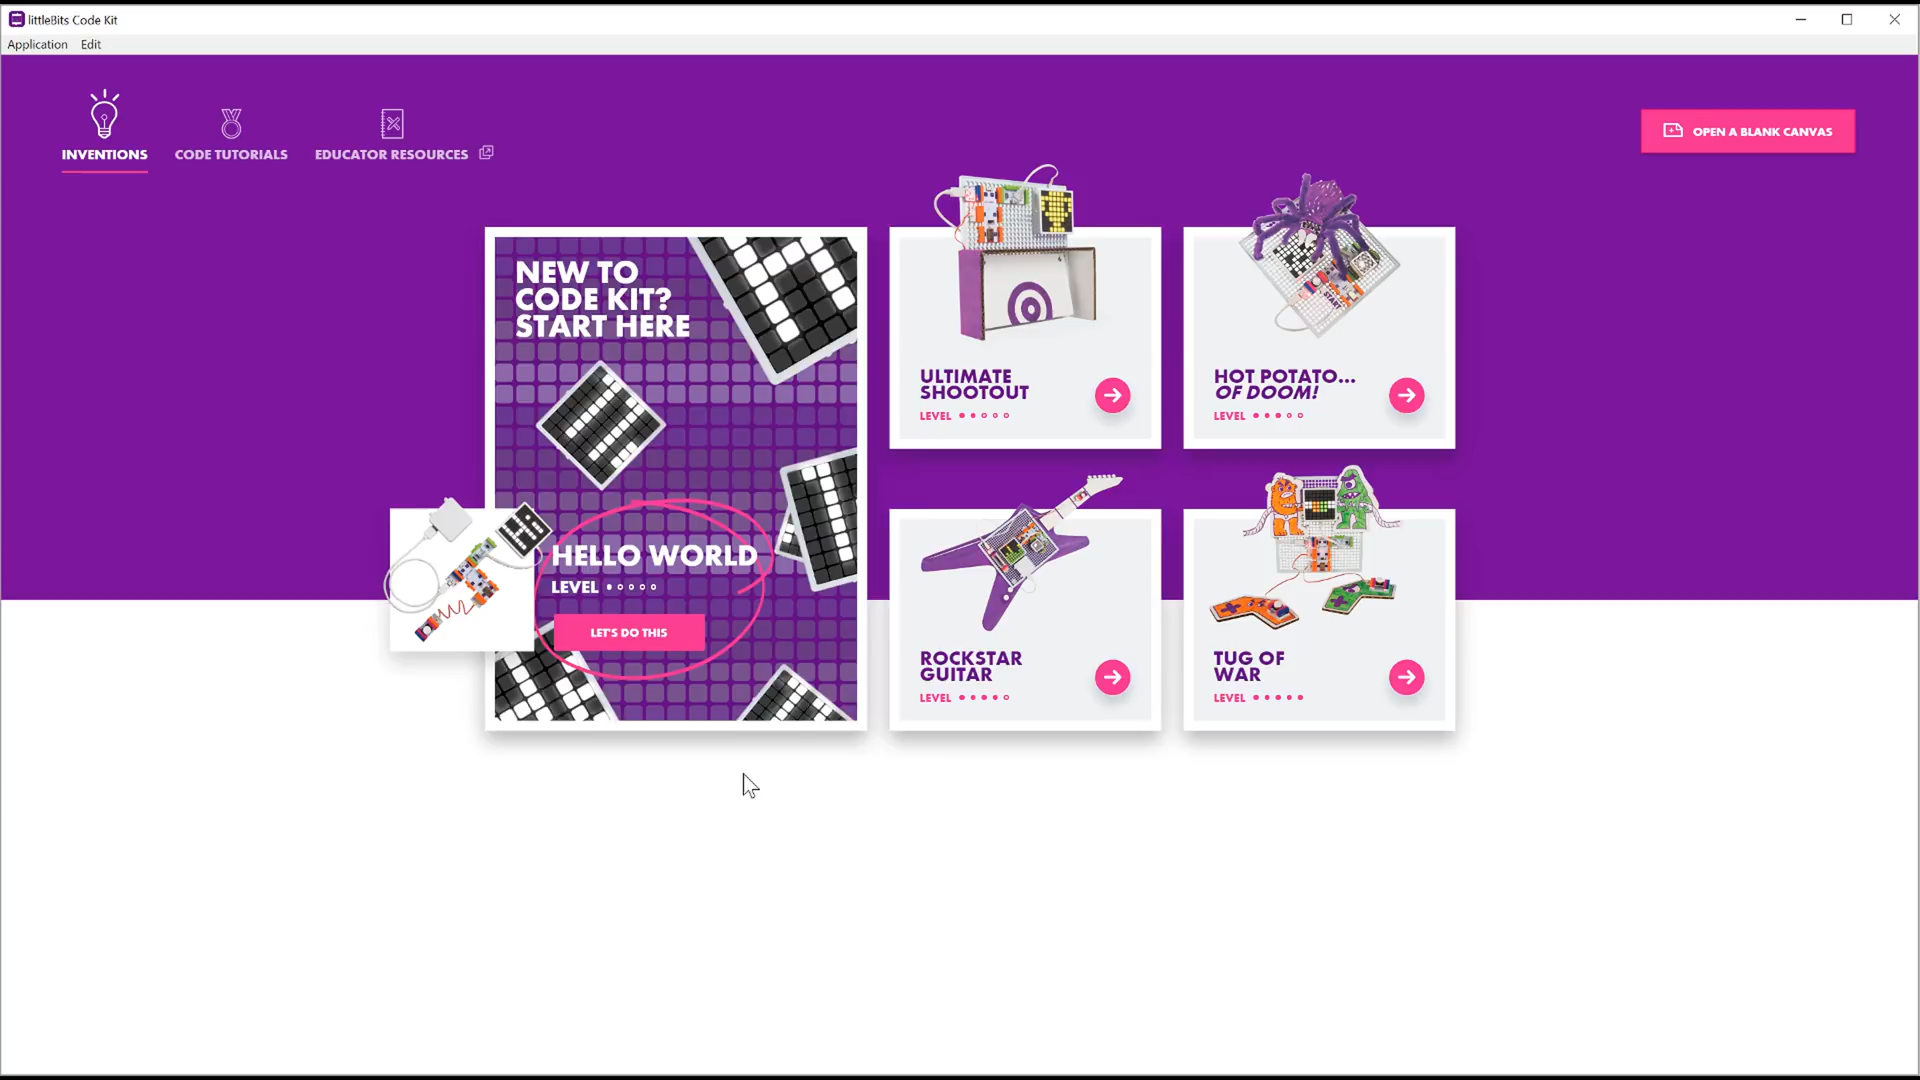 littleBits Code Kit
Application Edit
INVENTIONS
CODE TUTORIALS
EDUCATOR RESOURCES
OPEN A BLANK CANVAS
NEW TO
CODE KIT?
START HERE
HELLO WORLD
LEVEL
LET'S DO THIS
ULTIMATE
SHOOTOUT
LEVEL
HOT POTATO...
OF DOOM!
LEVEL
START
ROCKSTAR
GUITAR
LEVEL
TUG OF
WAR
LEVEL